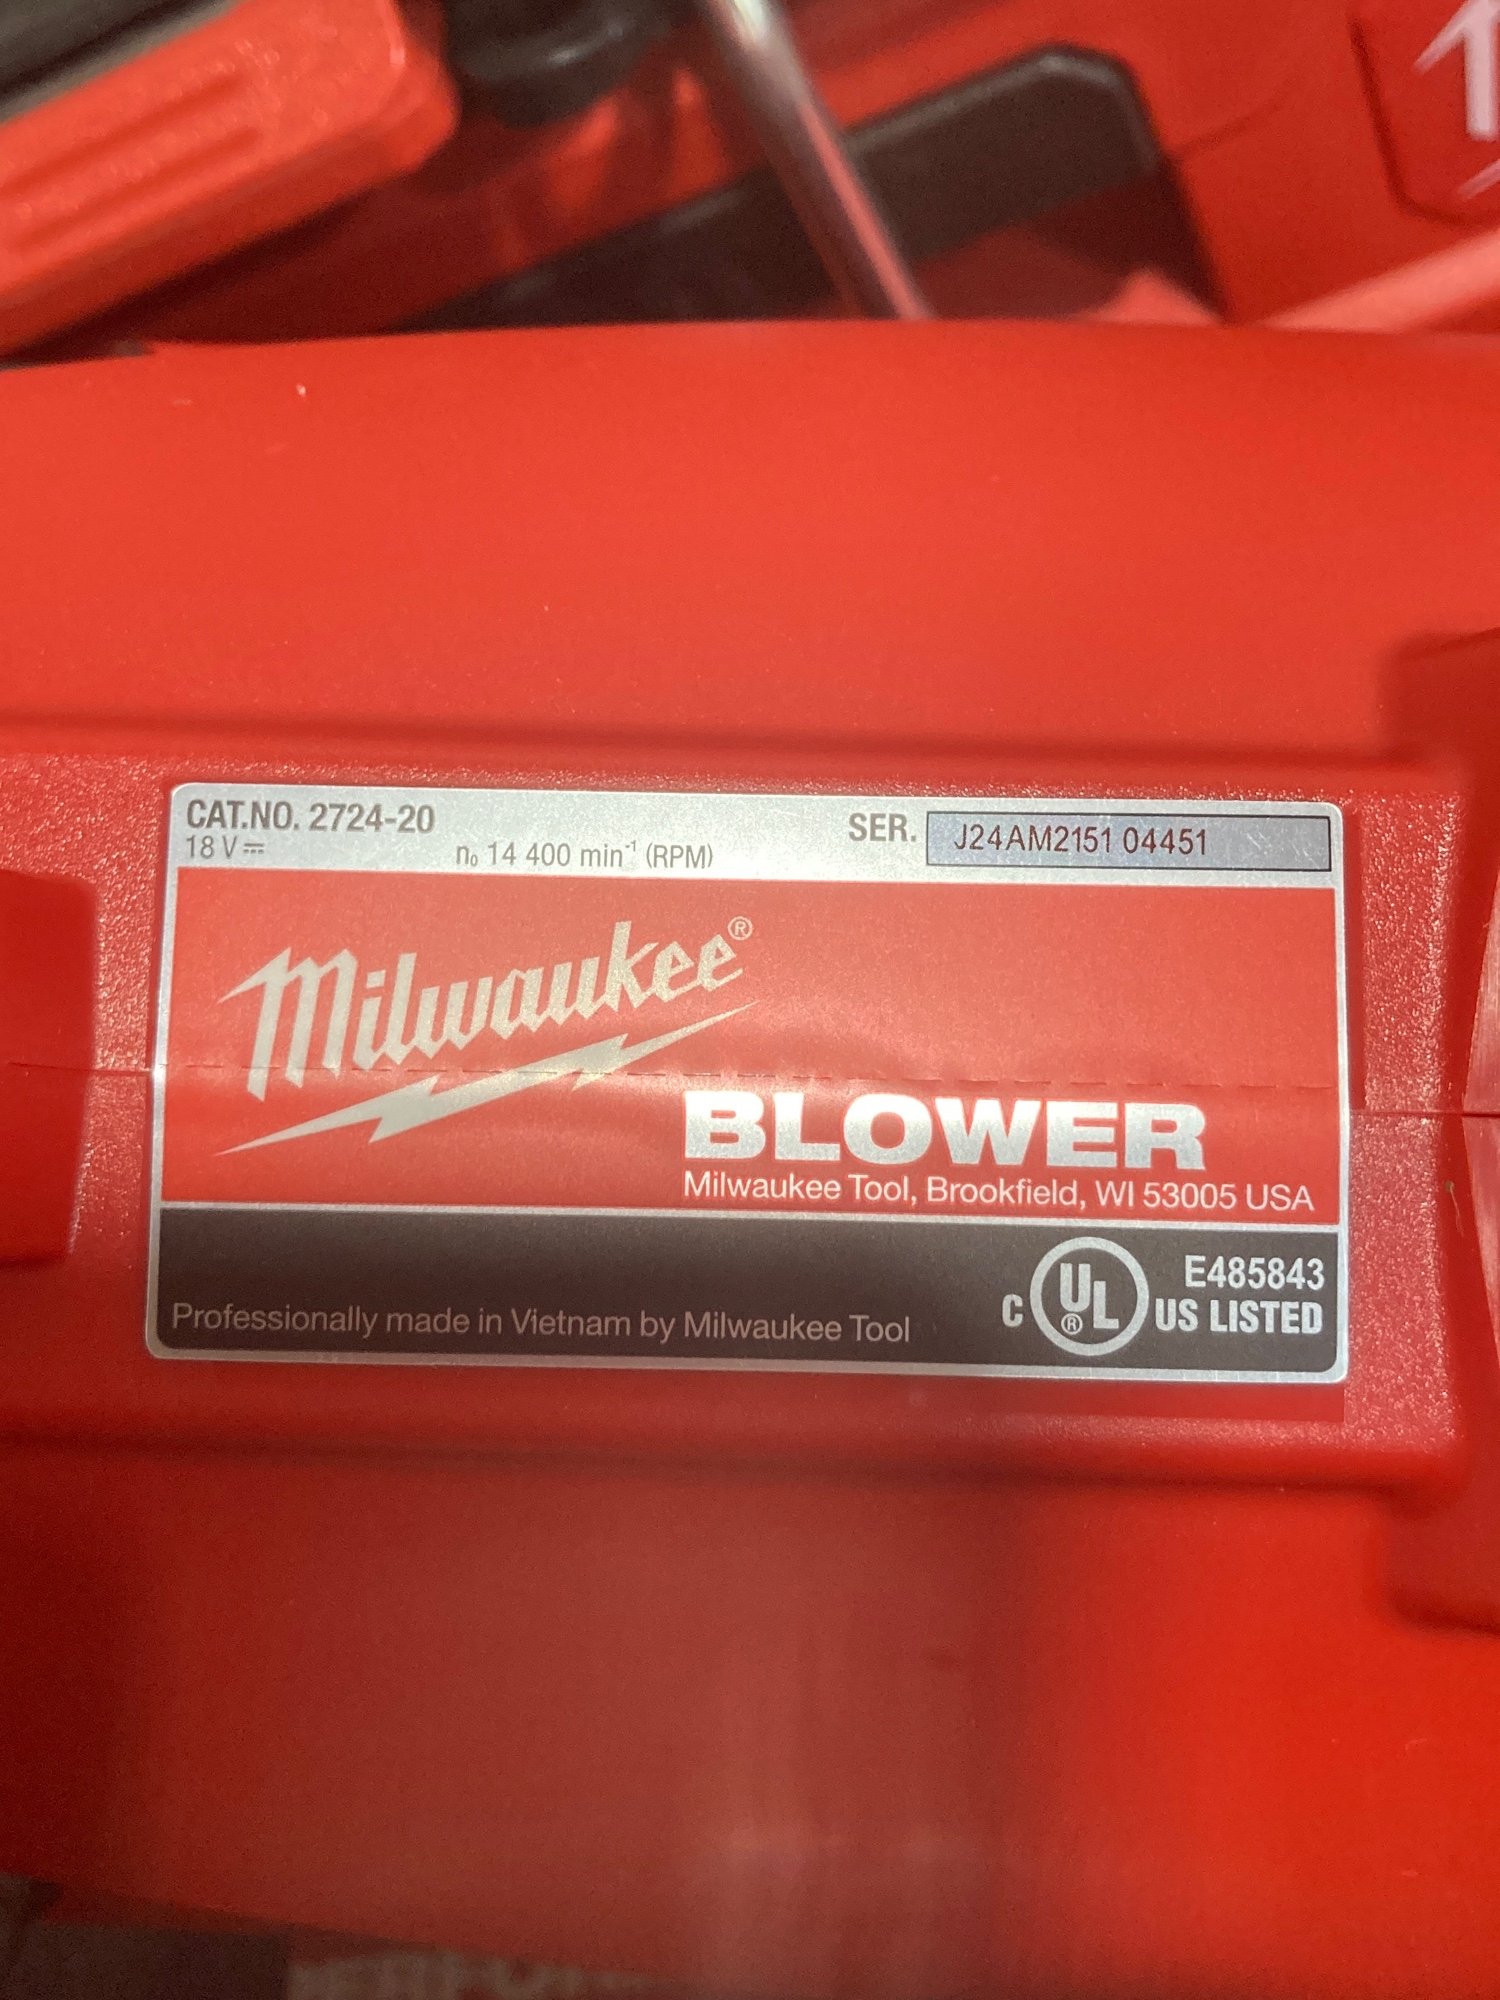 CAT.NO. 2724-20
18 V ⎓
n₀ 14 400 min⁻¹ (RPM)
SER. J24AM2151 04451
Milwaukee®
BLOWER
Milwaukee Tool, Brookfield, WI 53005 USA
Professionally made in Vietnam by Milwaukee Tool
C UL® US LISTED
E485843